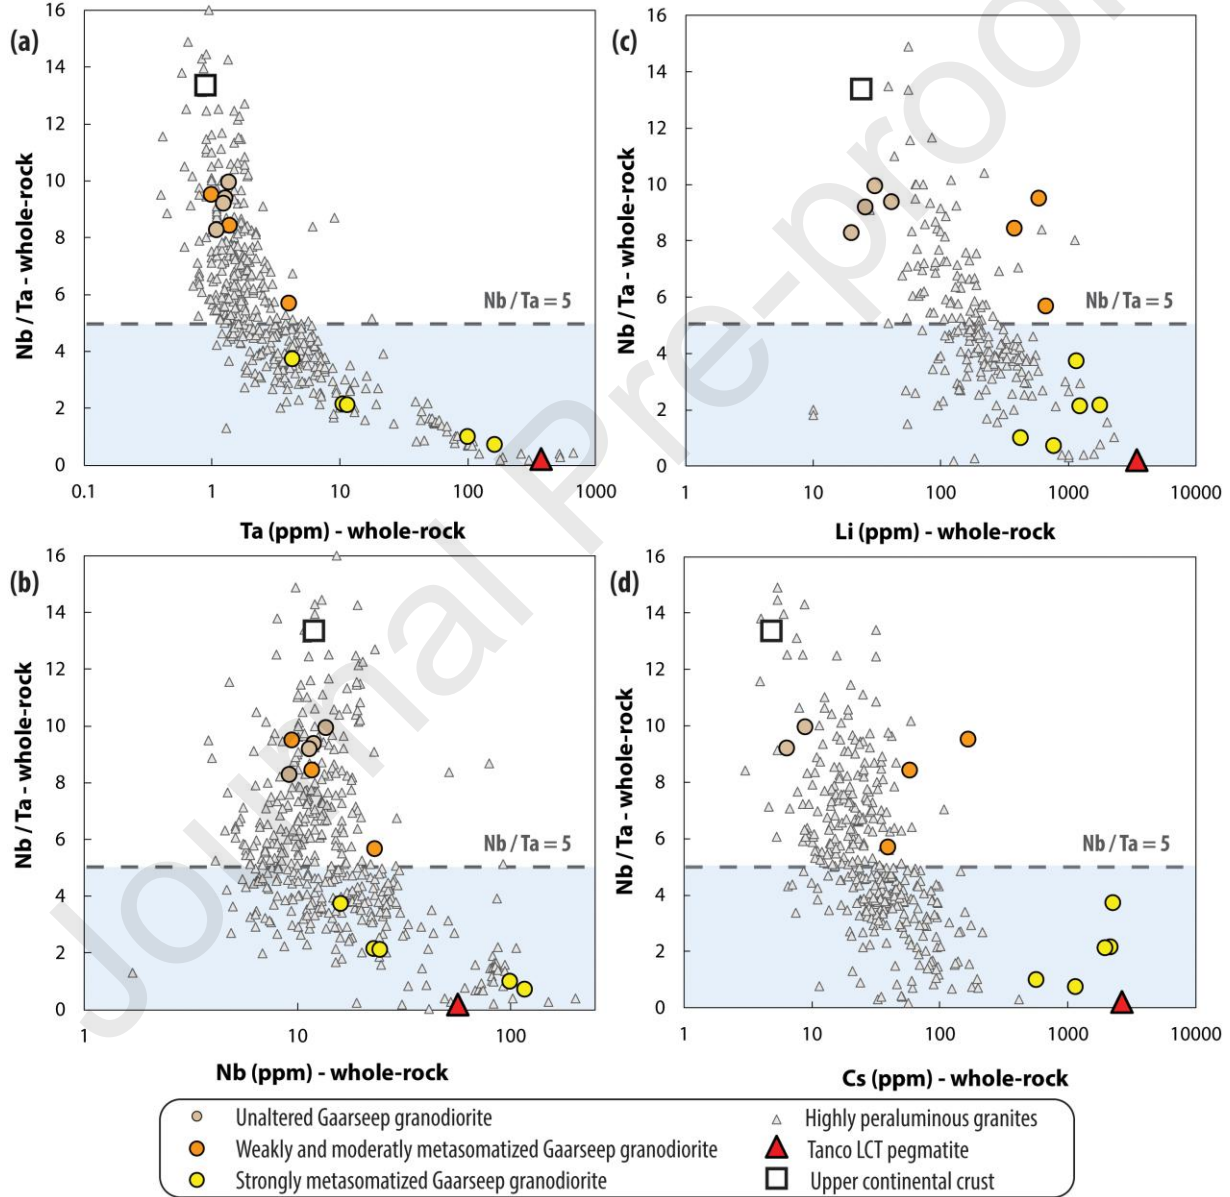 (a)
16
14
12
10
8
6
4
2
0
Nb / Ta - whole-rock
Nb / Ta = 5
0.1
1
10
100
1000
Ta (ppm) - whole-rock
(c)
16
14
12
10
8
6
4
2
0
Nb / Ta - whole-rock
Nb / Ta = 5
1
10
100
1000
10000
Li (ppm) - whole-rock
(b)
16
14
12
10
8
6
4
2
0
Nb / Ta - whole-rock
Nb / Ta = 5
1
10
100
Nb (ppm) - whole-rock
(d)
16
14
12
10
8
6
4
2
0
Nb / Ta - whole-rock
Nb / Ta = 5
1
10
100
1000
10000
Cs (ppm) - whole-rock
Unaltered Gaarseep granodiorite
Weakly and moderatly metasomatized Gaarseep granodiorite
Strongly metasomatized Gaarseep granodiorite
Highly peraluminous granites
Tanco LCT pegmatite
Upper continental crust
Journal Pre-proof